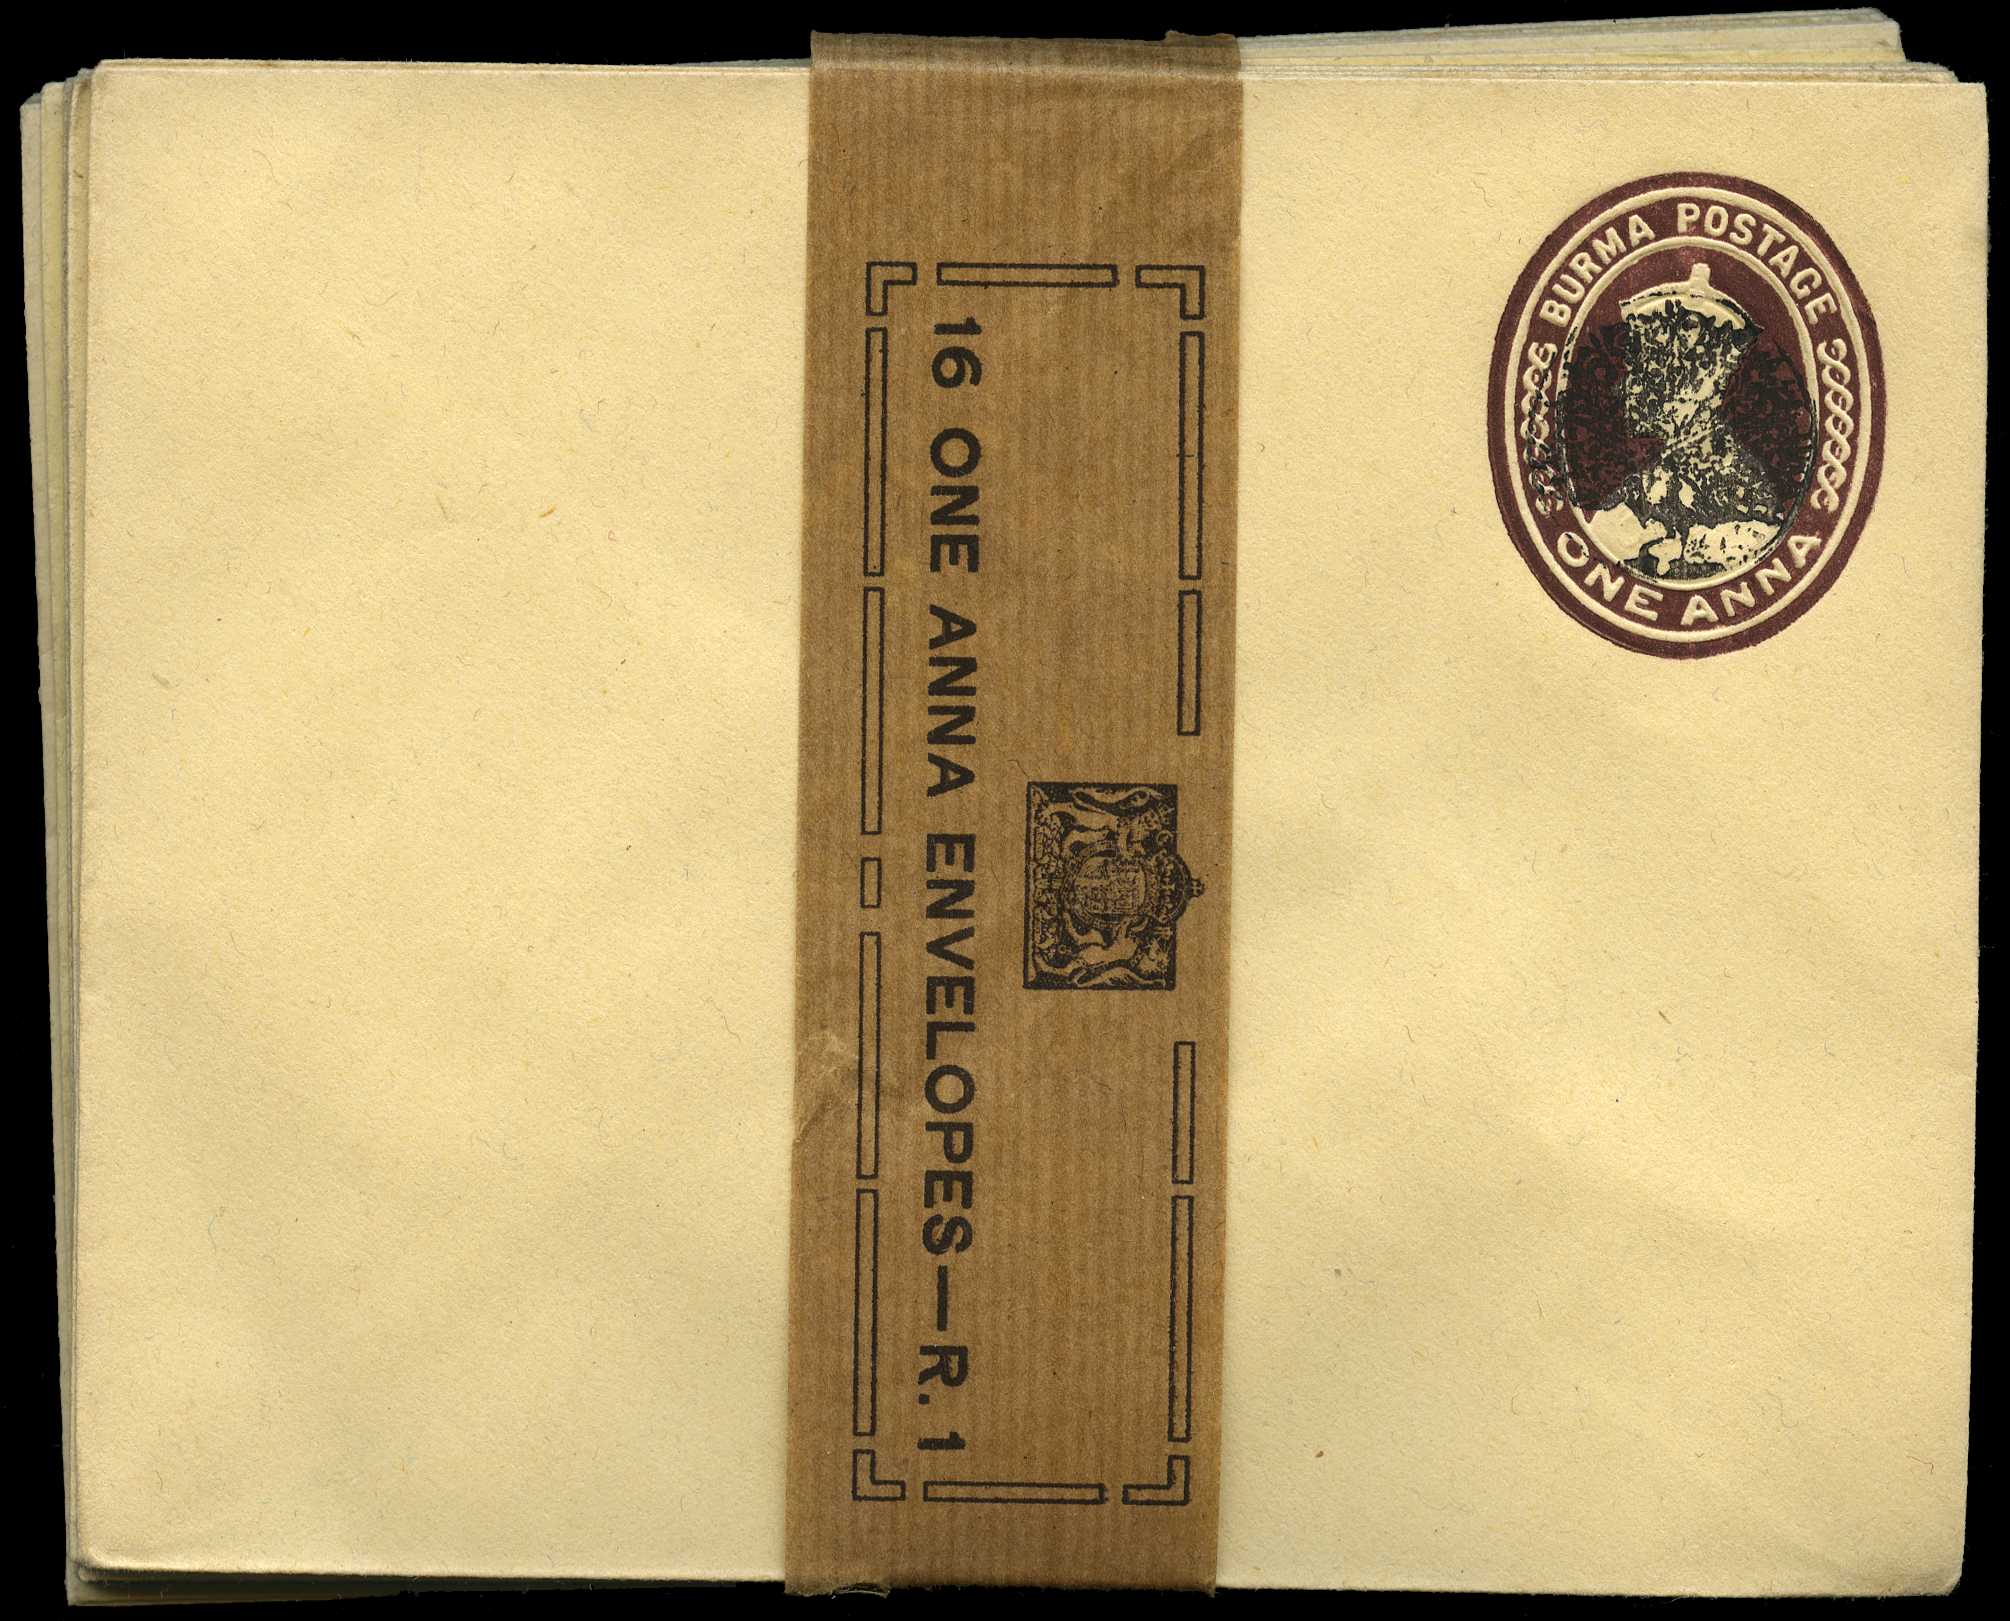 BURMA POSTAGE
ONE ANNA
16 ONE ANNA ENVELOPES—R. 1